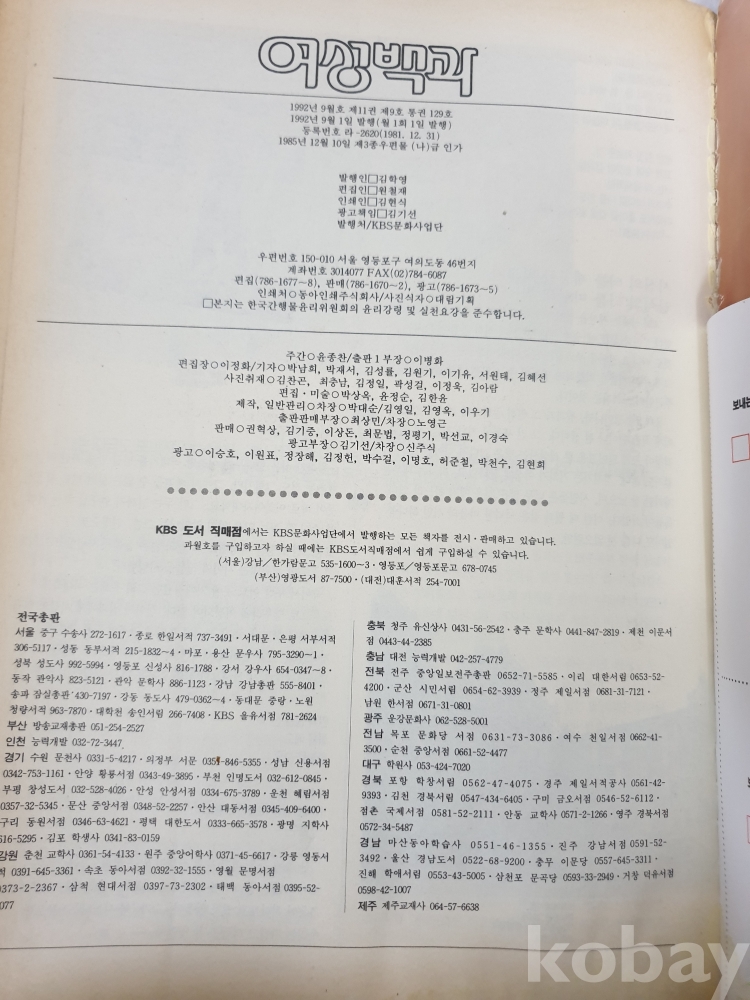 여성백과
1992년 9월호 제11권 제9호 통권 129호
1992년 9월 1일 발행(월 1회 1일 발행)
등록번호 라-2620(1981. 12. 31)
1985년 12월 10일 제3종우편물 (나)급 인가
발행인□김학영
편집인□원철재
인쇄인□김현식
광고책임□김기선
발행처/KBS문화사업단
우편번호 150-010 서울 영등포구 여의도동 46번지
계좌번호 3014077 FAX(02)784-6087
편집(786-1677~8), 판매(786-1670~2), 광고(786-1673~5)
인쇄처○동아인쇄주식회사/사진식자○대림기획
□본지는 한국간행물윤리위원회의 윤리강령 및 실천요강을 준수합니다.
주간○윤종찬/출판 1부장○이명화
편집장○이정화/기자○박남희, 박재서, 김성률, 김원기, 이기유, 서원태, 김혜선
사진취재○김찬곤, 최충남, 김정일, 곽성걸, 이정욱, 김아람
편집·미술○박상옥, 윤정순, 김한윤
제작, 일반관리○차장○박대순/김영일, 김영옥, 이우기
출판판매부장○최상민/차장○노영근
판매○권혁상, 김기중, 이상돈, 최문법, 정평기, 박선교, 이경숙
광고부장○김기선/차장○신주식
광고○이승호, 이원표, 정장해, 김정헌, 박수걸, 이명호, 허준철, 박천수, 김현희
KBS 도서 직매점에서는 KBS문화사업단에서 발행하는 모든 책자를 전시·판매하고 있습니다.
과월호를 구입하고자 하실 때에는 KBS도서직매점에서 쉽게 구입하실 수 있습니다.
(서울)강남/한가람문고 535-1600~3·영등포/영등포문고 678-0745
(부산)영광도서 87-7500·(대전)대훈서적 254-7001
전국총판
서울 중구 수송사 272-1617·종로 한일서적 737-3491·서대문·은평 서부서적
306-5117·성동 동부서적 215-1832~4·마포·용산 문우사 795-3290~1·
성북 성도사 992-5994·영등포 신성사 816-1788·강서 강우사 654-0347~8·
동작 관악사 823-5121·관악 문학사 886-1123·강남 강남총판 555-8401·
송파 잠실총판 430-7197·강동 동도사 479-0362~4·동대문 중랑·노원
청량서적 963-7870·대학천 송인서림 266-7408·KBS 을유서점 781-2624
부산 방송교재총판 051-254-2527
인천 능력개발 032-72-3447
경기 수원 문천사 0331-5-4217·의정부 서문 0351-846-5355·성남 신용서점
0342-753-1161·안양 황룡서점 0343-49-3895·부천 인명도서 032-612-0845·
부평 창성도서 032-528-4026·안성 안성서점 0334-675-3789·운천 혜림서점
0357-32-5345·문산 중앙서점 0348-52-2257·안산 대동서점 0345-409-6400·
구리 동원서점 0346-63-4621·평택 대한도서 0333-665-3578·광명 지학사
616-5295·김포 학생사 0341-83-0159
강원 춘천 교학사 0361-54-4133·원주 중앙어학사 0371-45-6617·강릉 영동서
적 0391-645-3361·속초 동아서점 0392-32-1555·영월 문명서점
0373-2-2367·삼척 현대서점 0397-73-2302·태백 동아서점 0395-52-
077
충북 청주 유신상사 0431-56-2542·충주 문학사 0441-847-2819·제천 이문서
점 0443-44-2385
충남 대전 능력개발 042-257-4779
전북 전주 중앙일보전주총판 0652-71-5585·이리 대한서림 0653-52-
4200·군산 시민서림 0654-62-3939·정주 제일서점 0681-31-7121·
남원 한서점 0671-31-0801
광주 운강문화사 062-528-5001
전남 목포 문화당 서점 0631-73-3086·여수 천일서점 0662-41-
3500·순천 중앙서점 0661-52-4477
대구 학원사 053-424-7020
경북 포항 학창서림 0562-47-4075·경주 제일서적공사 0561-42-
9393·김천 경북서림 0547-434-6405·구미 금오서점 0546-52-6112·
점촌 국제서점 0581-52-2111·안동 교학사 0571-2-1266·영주 경북서점
0572-34-5487
경남 마산동아학습사 0551-46-1355·진주 강남서점 0591-52-
3492·울산 경남도서 0522-68-9200·충무 이문당 0557-645-3311·
진해 학애서림 0553-43-5005·삼천포 문곡당 0593-33-2949·거창 덕유서점
0598-42-1007
제주 제주교재사 064-57-6638
보내는
kobay